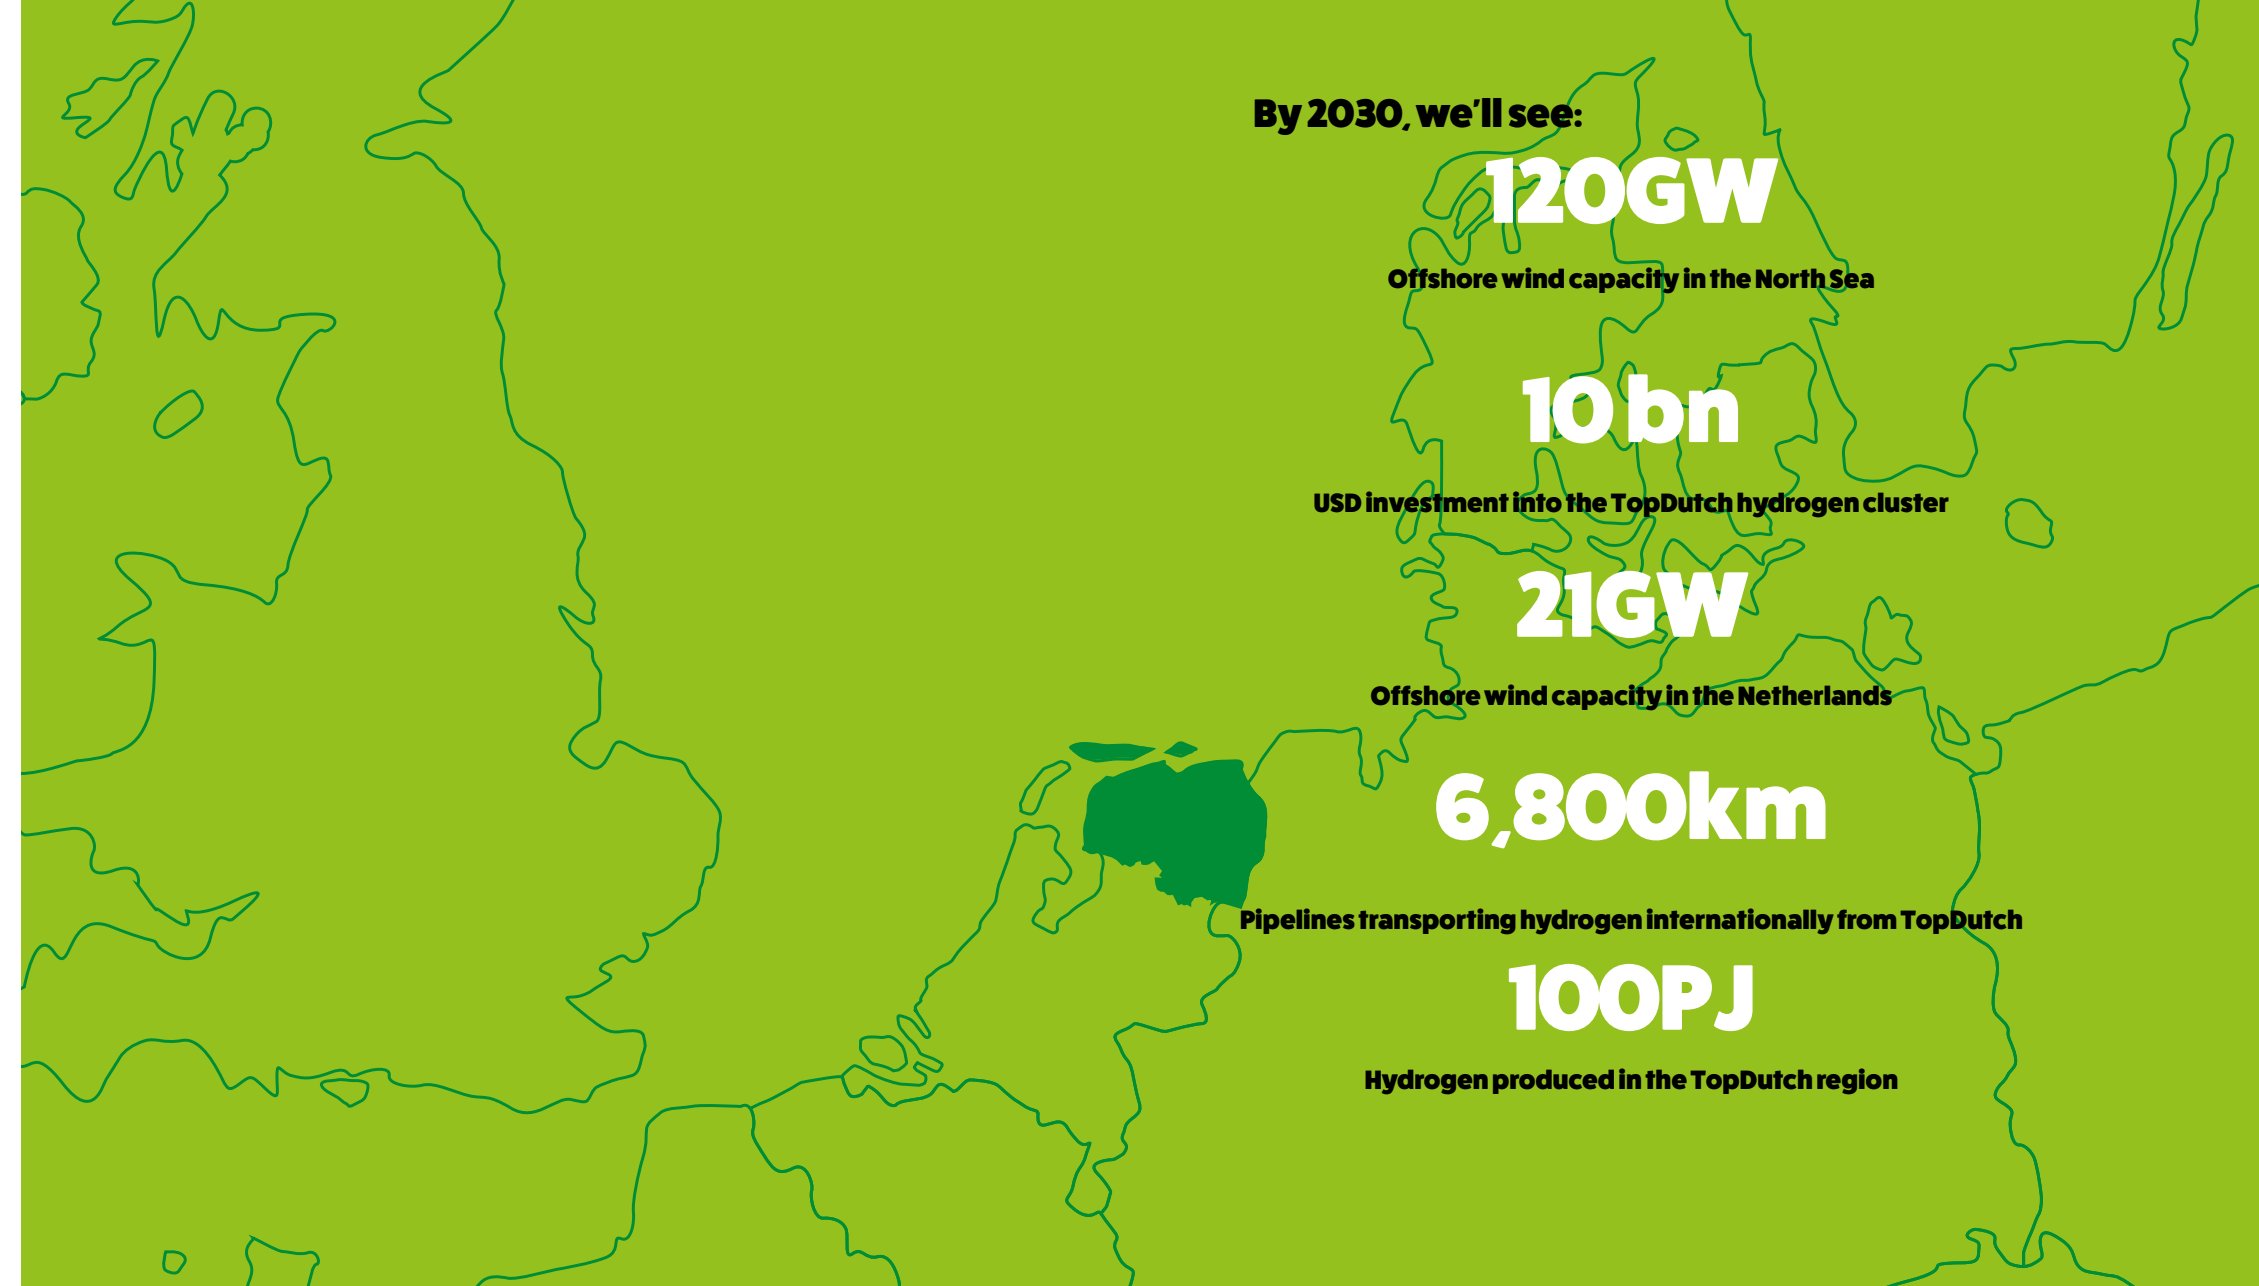 By 2030, we'll see:
120GW
Offshore wind capacity in the North Sea
10 bn
USD investment into the TopDutch hydrogen cluster
21GW
Offshore wind capacity in the Netherlands
6,800km
Pipelines transporting hydrogen internationally from TopDutch
100PJ
Hydrogen produced in the TopDutch region